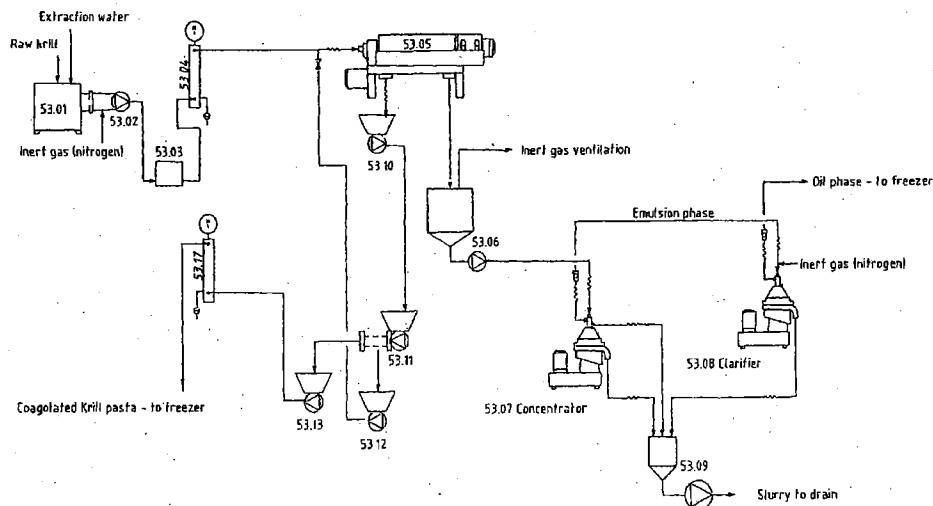 Extraction water
Raw krill
53.01
53.02
Inert gas (nitrogen)
53.03
53.04
53.05
53.10
Inert gas ventilation
Oil phase - to freezer
Emulsion phase
53.06
Inert gas (nitrogen)
53.17
53.11
53.08 Clarifier
Coagolated Krill pasta - to freezer
53.13
53.12
53.07 Concentrator
53.09
Slurry to drain